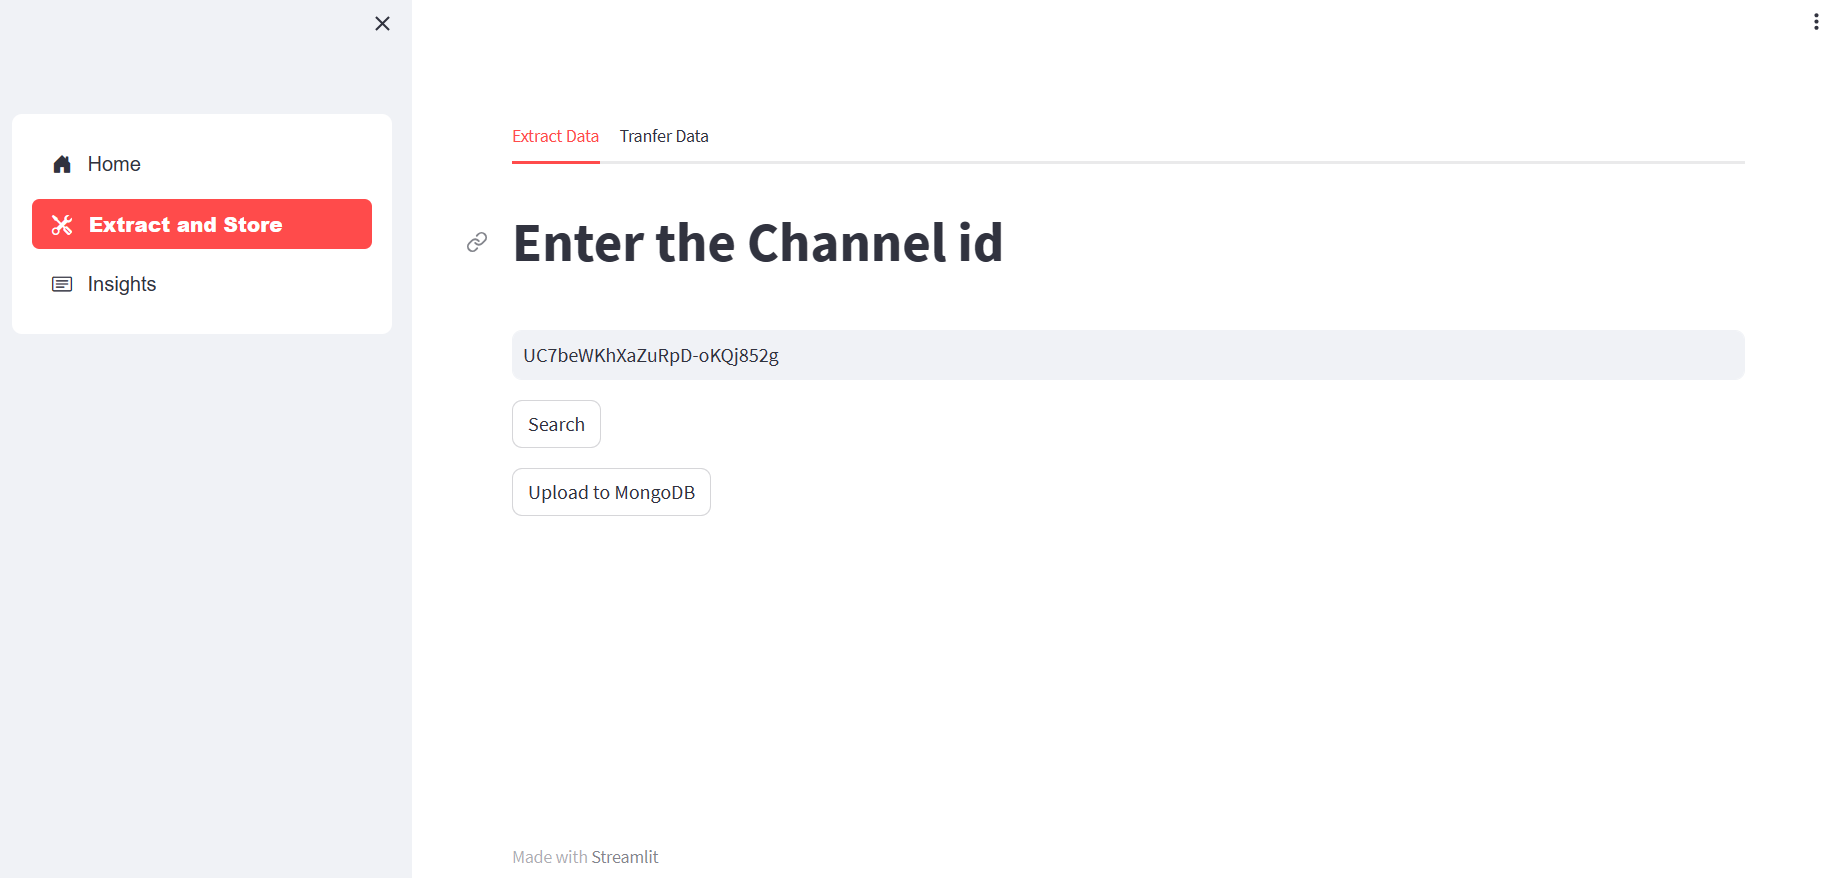 Home
Extract and Store
Insights
Extract Data Tranfer Data
Enter the Channel id
UC7beWKhXaZuRpD-oKQj852g
Search
Upload to MongoDB
Made with Streamlit